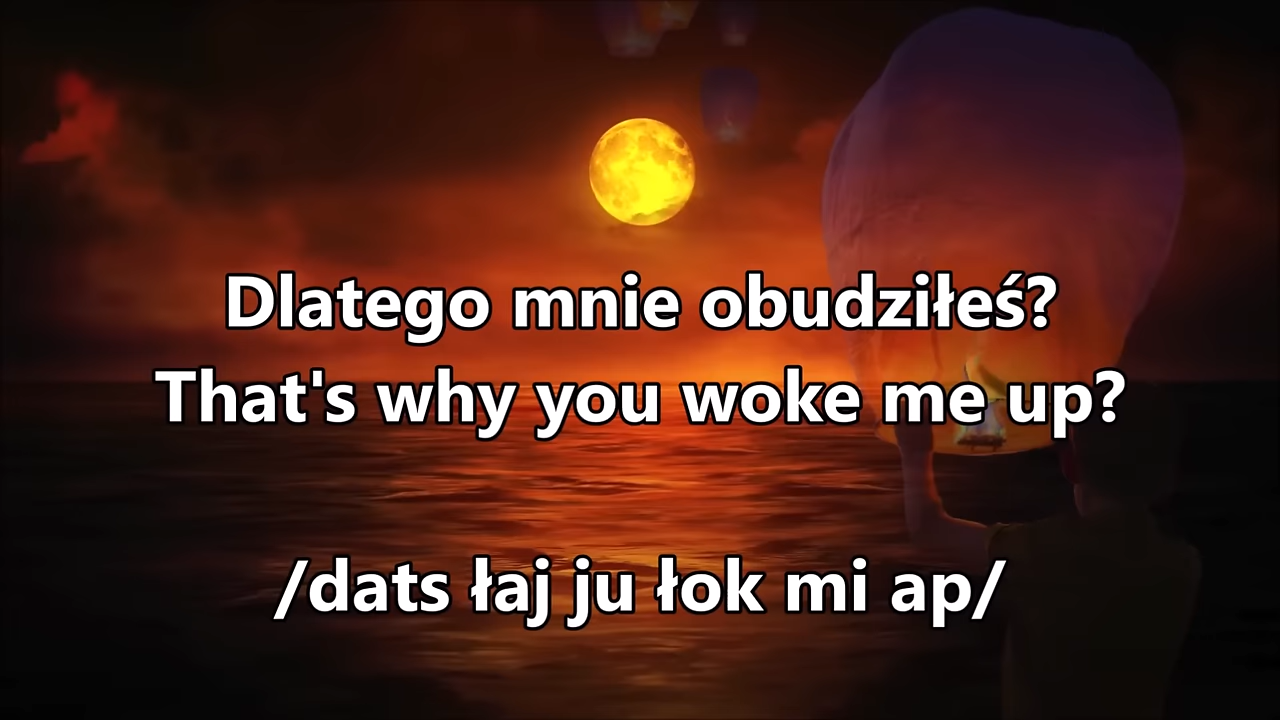 Dlatego mnie obudziłeś?
That's why you woke me up?
/dats łaj ju łok mi ap/